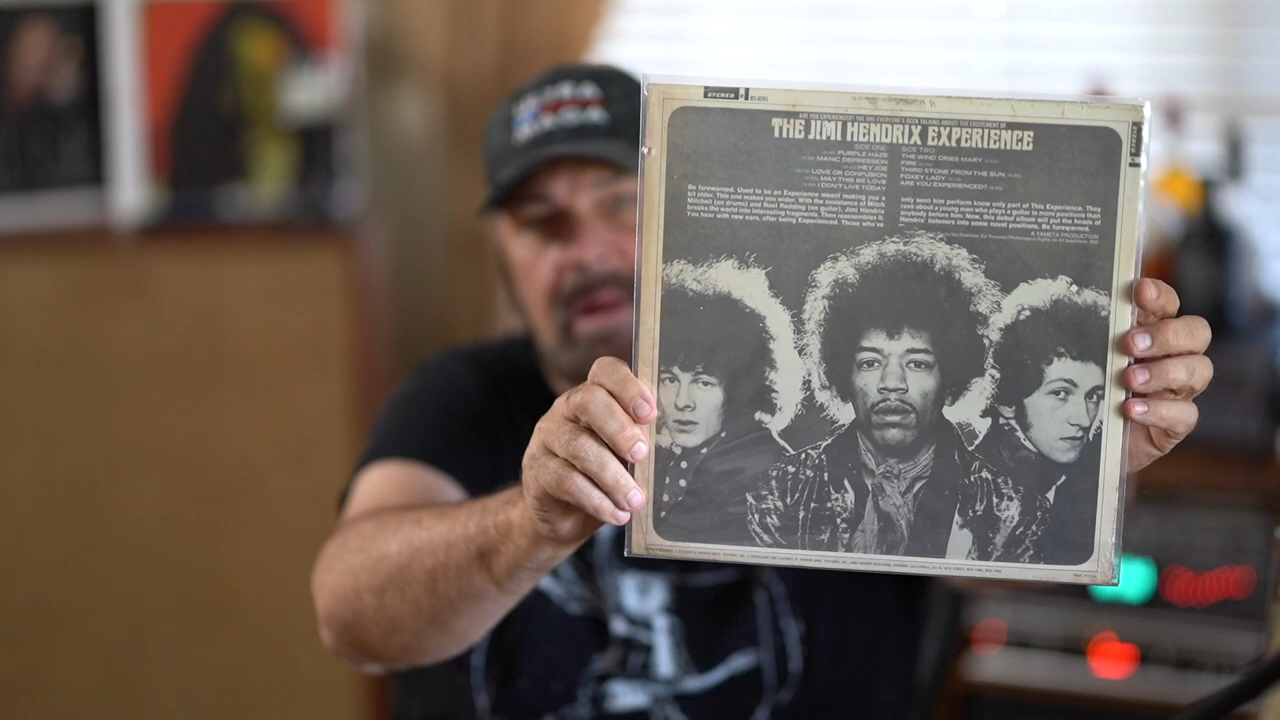 STEREO
RS-6261
ARE YOU EXPERIENCED? THE ONE EVERYONE'S BEEN TALKING ABOUT! THE EXCITEMENT OF
THE JIMI HENDRIX EXPERIENCE
SIDE ONE:
PURPLE HAZE
MANIC DEPRESSION
HEY JOE
LOVE OR CONFUSION
MAY THIS BE LOVE
I DON'T LIVE TODAY
SIDE TWO:
THE WIND CRIES MARY
FIRE
THIRD STONE FROM THE SUN
FOXEY LADY
ARE YOU EXPERIENCED?
Be forewarned. Used to be an Experience meant making you a
bit older. This one makes you wider. With the assistance of Mitch
Mitchell (on drums) and Noel Redding (on guitar), Jimi Hendrix
breaks the world into interesting fragments. Then reassembles it.
You hear with new ears, after being Experienced. Those who've
only seen him perform know only part of This Experience. They
rave about a young man who plays a guitar in more positions than
anybody before him. Now, this debut album will put the heads of
Hendrix' listeners into some novel positions. Be forewarned.
A YAMETA PRODUCTION
STEREO